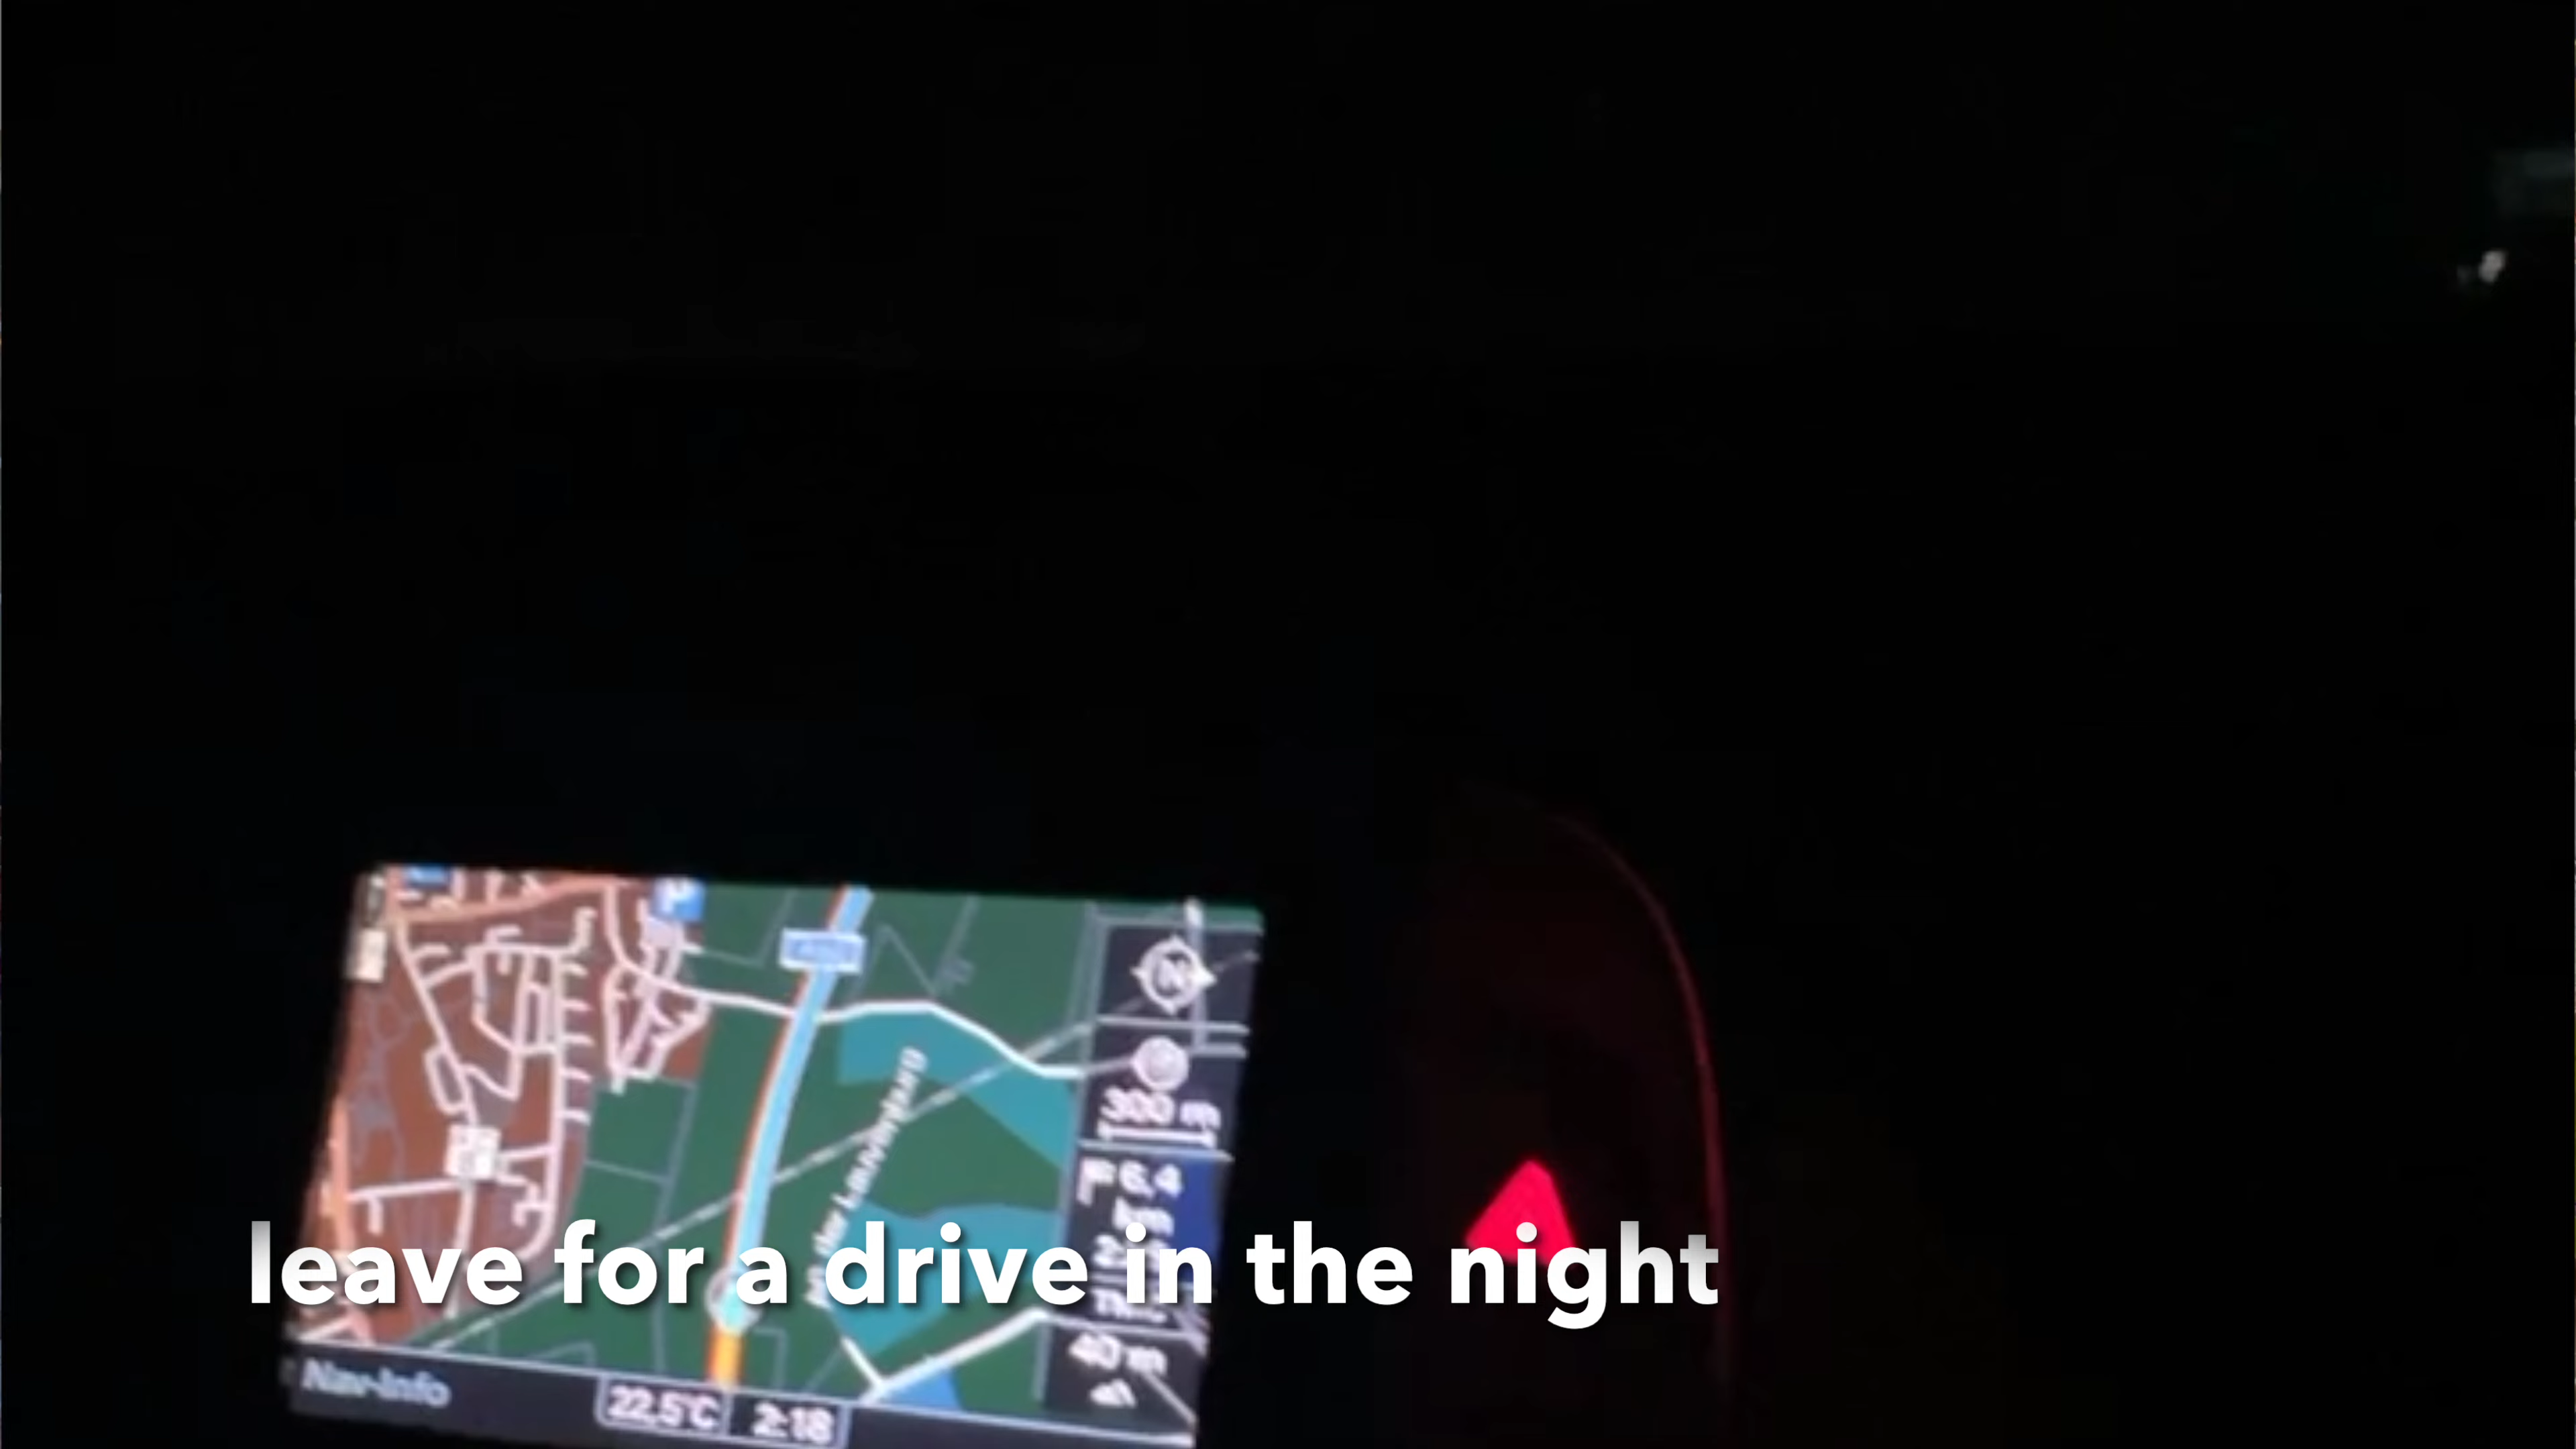 N
300 m
6,4
km
40 m
leave for a drive in the night
Nav-Info
22,5°C 2:18